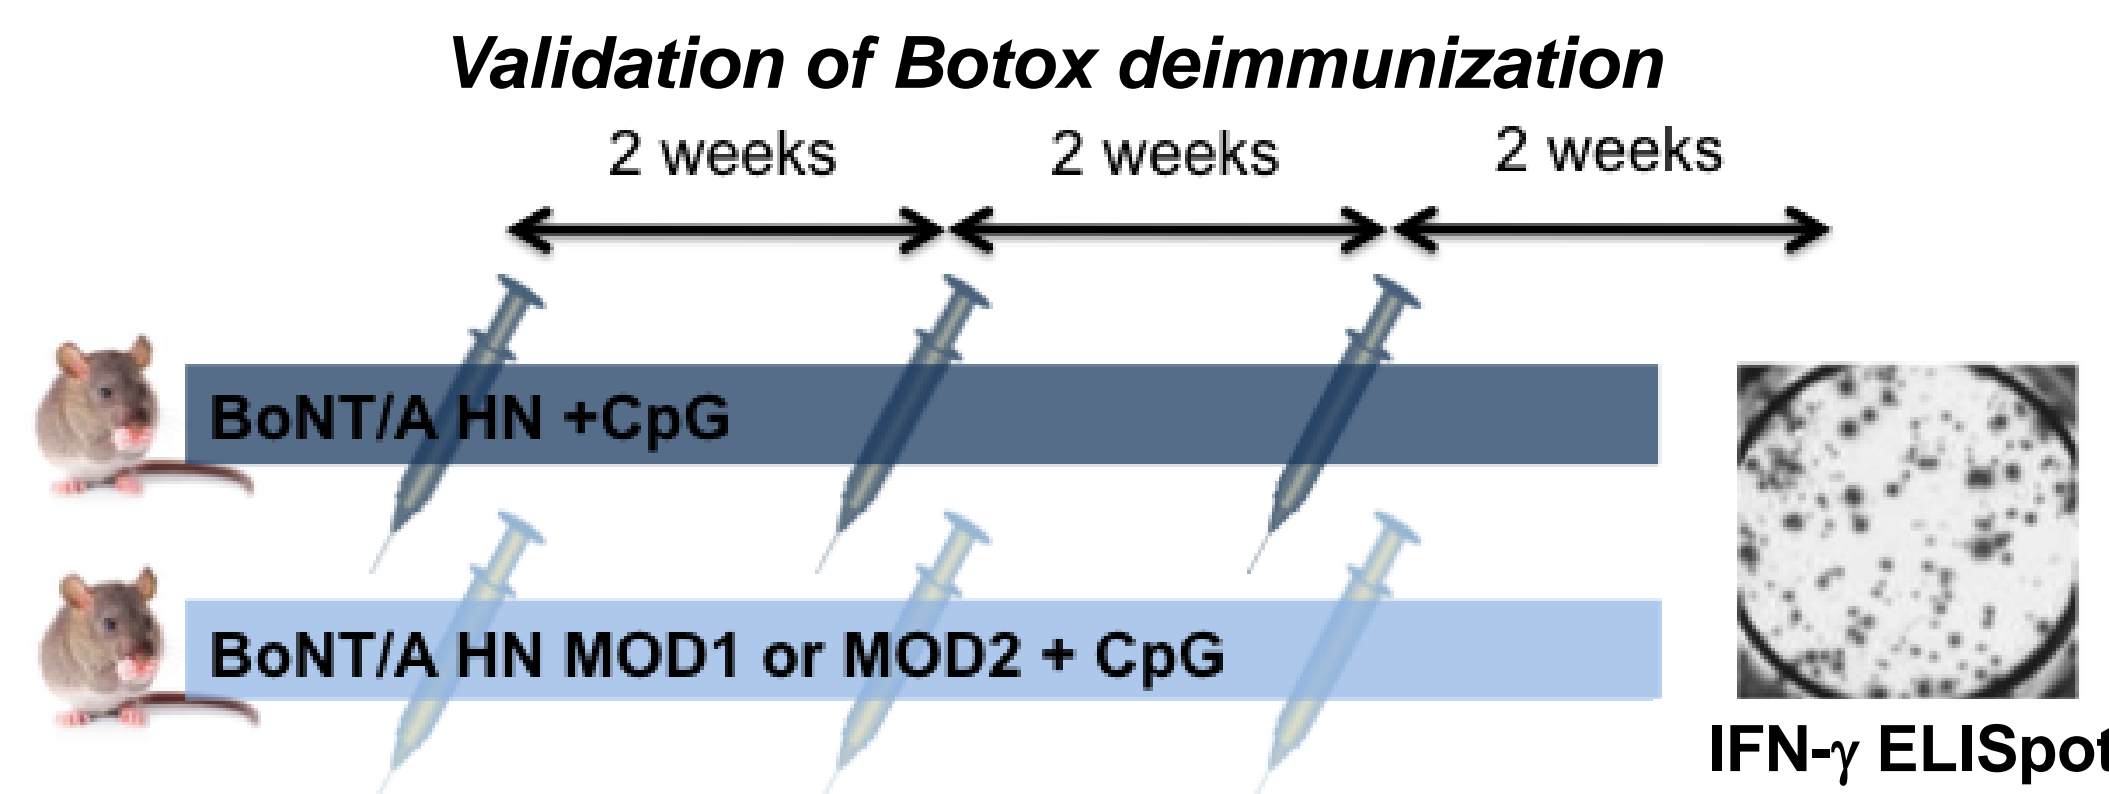 Validation of Botox deimmunization
2 weeks 2 weeks 2 weeks
BoNT/A HN +CpG
BoNT/A HN MOD1 or MOD2 + CpG
IFN-γ ELISpot